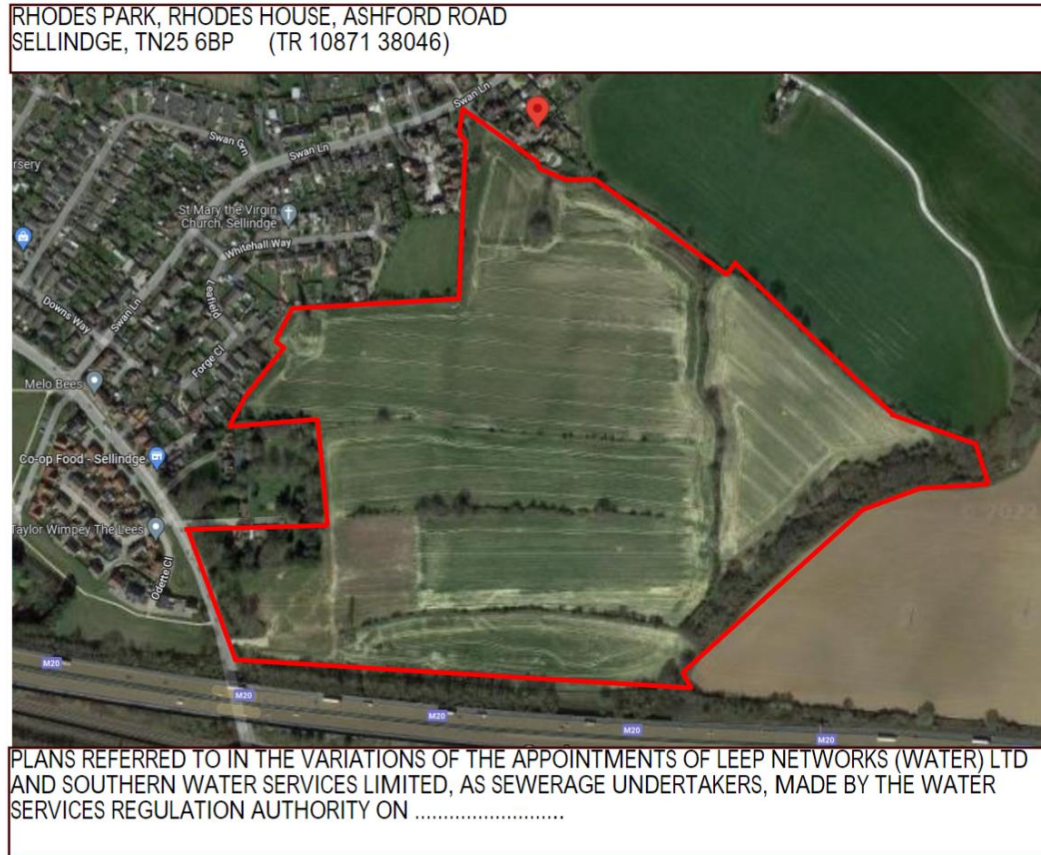 RHODES PARK, RHODES HOUSE, ASHFORD ROAD
SELLINDGE, TN25 6BP (TR 10871 38046)
Swan Ln
Swan Grn
Swan Ln
rsery
St Mary the Virgin
Church, Sellindge
Whitehall Way
Leafield
Downs Way
Swan Ln
Forge Cl
Melo Bees
Co-op Food - Sellindge
Taylor Wimpey The Lees
Odette Cl
M20
M20
M20
M20
M20
PLANS REFERRED TO IN THE VARIATIONS OF THE APPOINTMENTS OF LEEP NETWORKS (WATER) LTD
AND SOUTHERN WATER SERVICES LIMITED, AS SEWERAGE UNDERTAKERS, MADE BY THE WATER
SERVICES REGULATION AUTHORITY ON ..........................